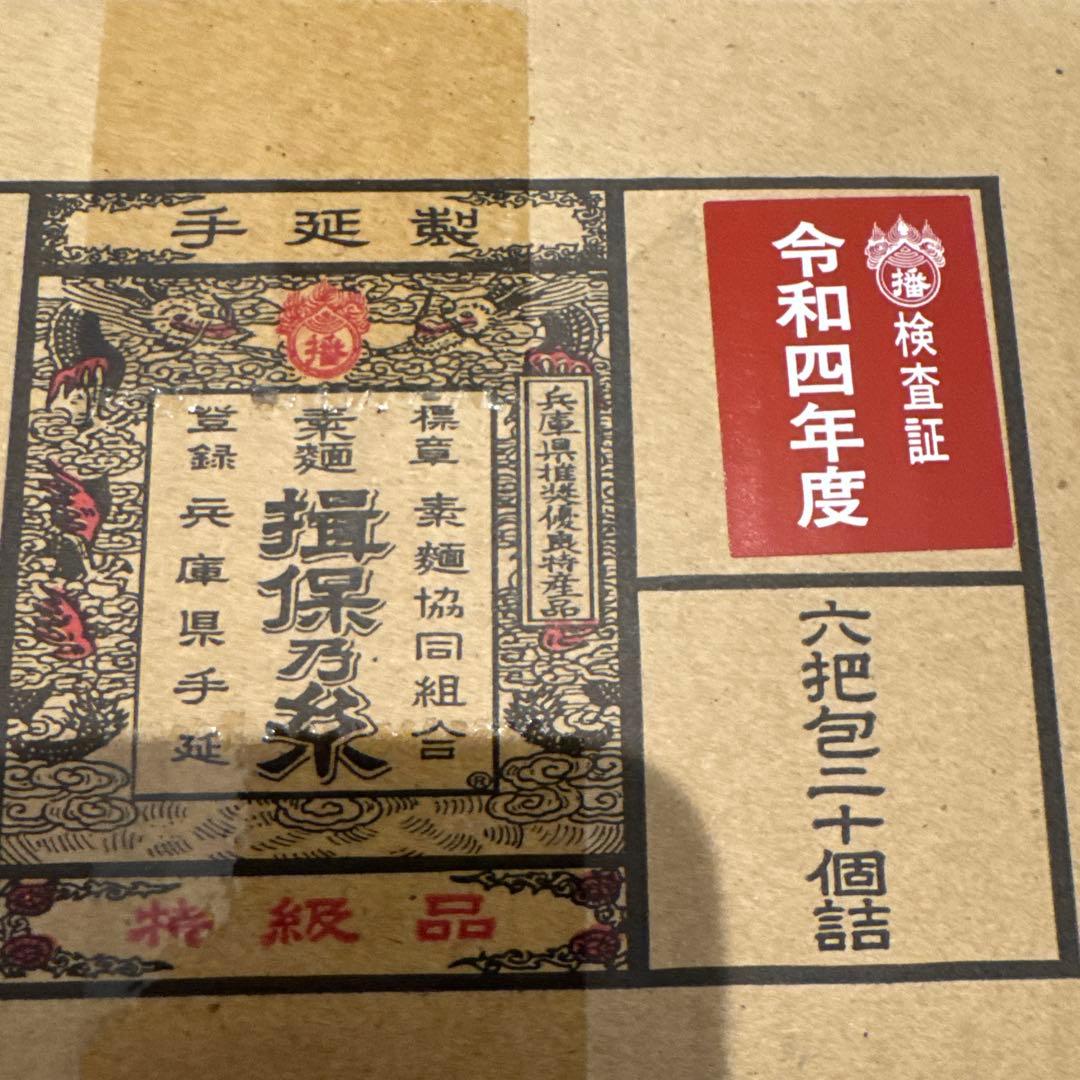 手延製
播
標章
登録
素麺
揖保乃糸
素麺協同組合
兵庫県手延
®
兵庫県推奨優良特産品
特級品
播
検査証
令和四年度
六把包二十個詰